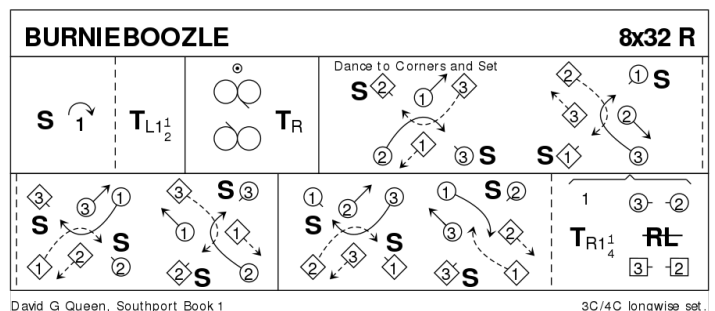 BURNIE BOOZLE 8x32 R
Dance to Corners and Set
S 1 TL1½ TR S 2 1 3 2 1 3 S 2 1 S 3 2 S 1 3
3 3 1 S S 1 2 2 3 S 3 1 1 2 S 2 1 2 3 S S 2 3 1 2 1 S 2 3 2 3 S 1 1 TR1¼ 3 2 RL 3 2
David G Queen, Southport Book 1 3C/4C longwise set.